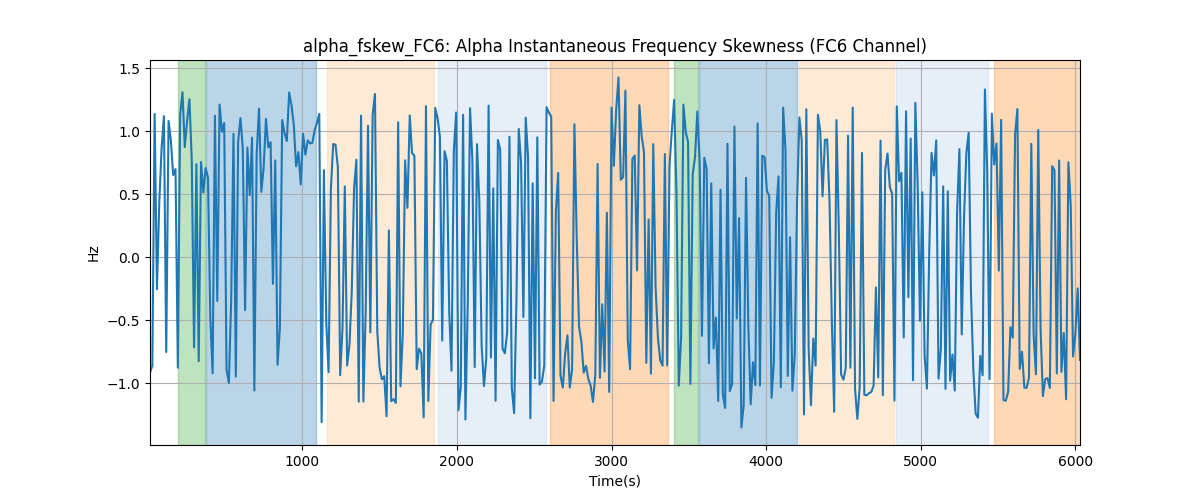 alpha_fskew_FC6: Alpha Instantaneous Frequency Skewness (FC6 Channel)
1.5
1.0
0.5
0.0
−0.5
−1.0
Hz
1000 2000 3000 4000 5000 6000
Time(s)